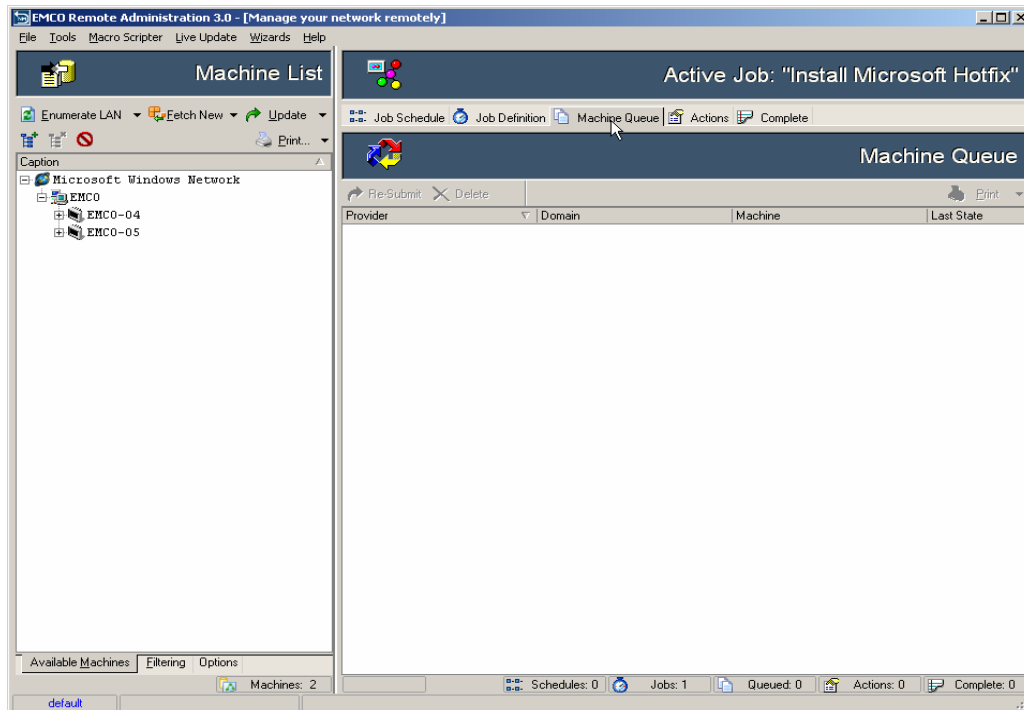 EMCO Remote Administration 3.0 - [Manage your network remotely]
File Tools Macro Scripter Live Update Wizards Help
Machine List
Enumerate LAN Fetch New Update
Print...
Caption
Microsoft Windows Network
EMCO
EMCO-04
EMCO-05
Available Machines Filtering Options
Machines: 2
default
Active Job: "Install Microsoft Hotfix"
Job Schedule Job Definition Machine Queue Actions Complete
Machine Queue
Re-Submit Delete Print
Provider Domain Machine Last State
Schedules: 0 Jobs: 1 Queued: 0 Actions: 0 Complete: 0